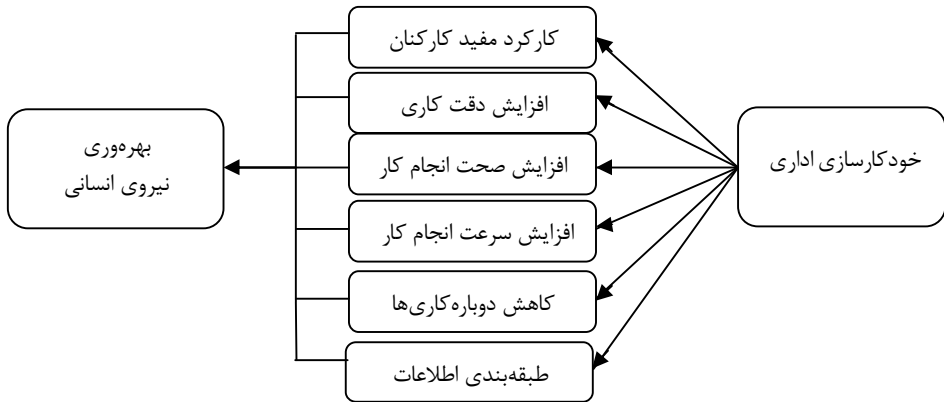 خودکارسازی اداری
کارکرد مفید کارکنان
افزایش دقت کاری
افزایش صحت انجام کار
افزایش سرعت انجام کار
کاهش دوباره‌کاری‌ها
طبقه‌بندی اطلاعات
بهره‌وری
نیروی انسانی